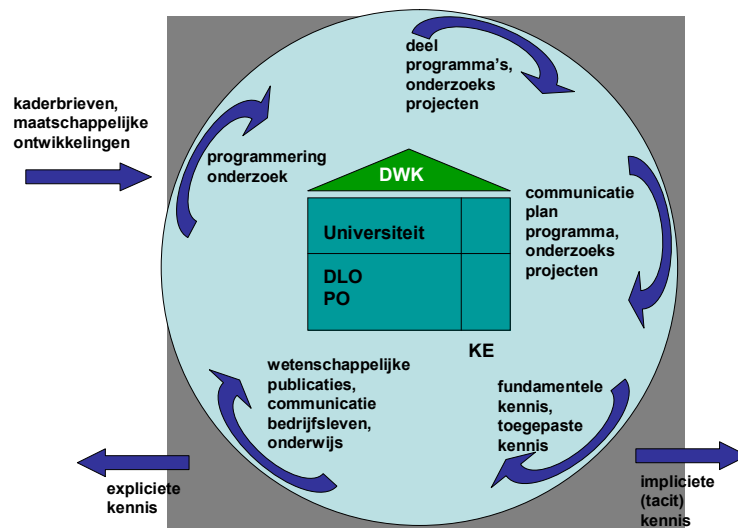 deel
programma's,
onderzoeks
projecten
kaderbrieven,
maatschappelijke
ontwikkelingen
programmering
onderzoek
DWK
communicatie
plan
programma,
onderzoeks
projecten
Universiteit
DLO
PO
KE
wetenschappelijke
publicaties,
communicatie
bedrijfsleven,
onderwijs
fundamentele
kennis,
toegepaste
kennis
expliciete
kennis
impliciete
(tacit)
kennis